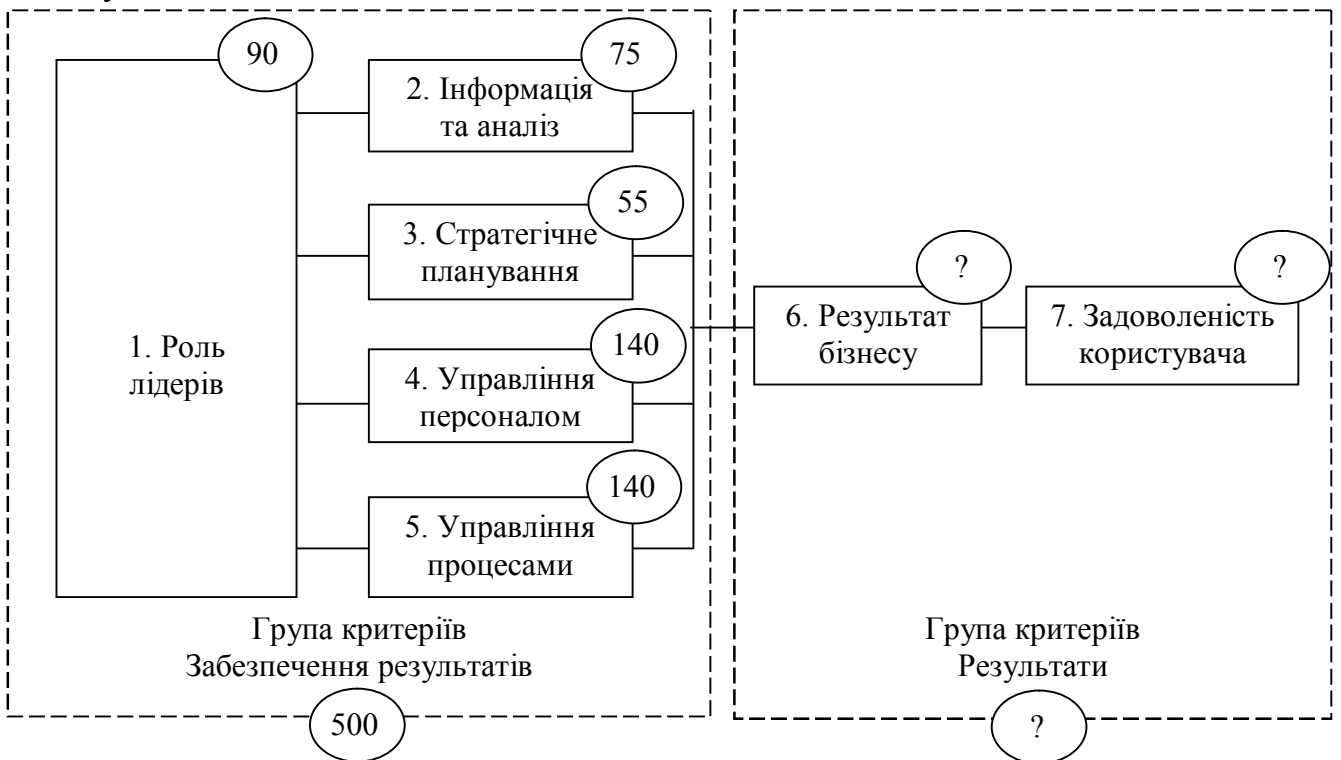 90
1. Роль
лідерів
75
2. Інформація
та аналіз
55
3. Стратегічне
планування
140
4. Управління
персоналом
140
5. Управління
процесами
Група критеріїв
Забезпечення результатів
500
?
6. Результат
бізнесу
?
7. Задоволеність
користувача
Група критеріїв
Результати
?